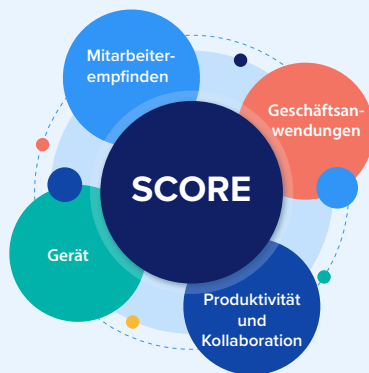 Mitarbeiter-
empfinden
Geschäftsan-
wendungen
SCORE
Gerät
Produktivität
und
Kollaboration